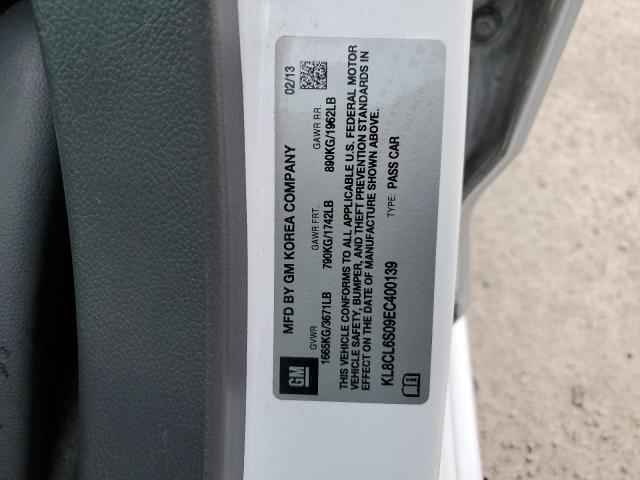 GM
MFD BY GM KOREA COMPANY 02/13
GVWR GAWR FRT. GAWR RR.
1665KG/3671LB 790KG/1742LB 890KG/1962LB
THIS VEHICLE CONFORMS TO ALL APPLICABLE U.S. FEDERAL MOTOR
VEHICLE SAFETY, BUMPER, AND THEFT PREVENTION STANDARDS IN
EFFECT ON THE DATE OF MANUFACTURE SHOWN ABOVE.
KL8CL6S09EC400139 TYPE: PASS CAR